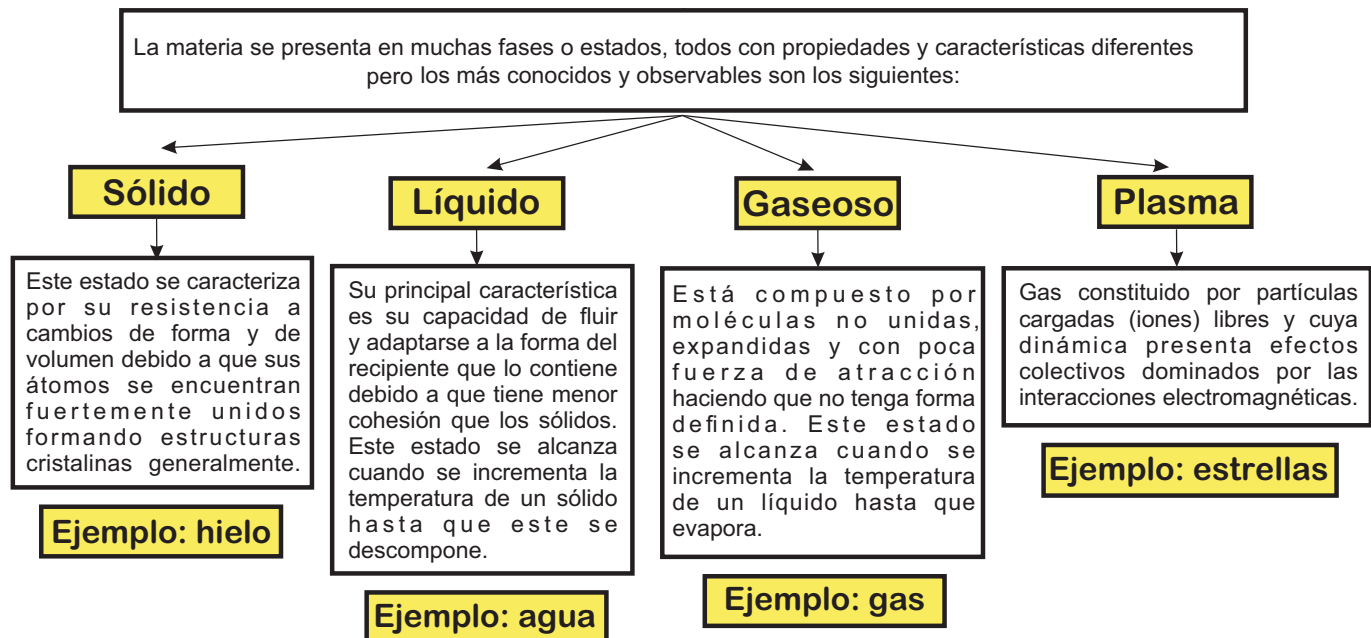 La materia se presenta en muchas fases o estados, todos con propiedades y características diferentes
pero los más conocidos y observables son los siguientes:
Sólido
Este estado se caracteriza
por su resistencia a
cambios de forma y de
volumen debido a que sus
átomos se encuentran
fuertemente unidos
formando estructuras
cristalinas generalmente.
Ejemplo: hielo
Líquido
Su principal característica
es su capacidad de fluir
y adaptarse a la forma del
recipiente que lo contiene
debido a que tiene menor
cohesión que los sólidos.
Este estado se alcanza
cuando se incrementa la
temperatura de un sólido
hasta que este se
descompone.
Ejemplo: agua
Gaseoso
Está compuesto por
moléculas no unidas,
expandidas y con poca
fuerza de atracción
haciendo que no tenga forma
definida. Este estado
se alcanza cuando se
incrementa la temperatura
de un líquido hasta que
evapora.
Ejemplo: gas
Plasma
Gas constituido por partículas
cargadas (iones) libres y cuya
dinámica presenta efectos
colectivos dominados por las
interacciones electromagnéticas.
Ejemplo: estrellas